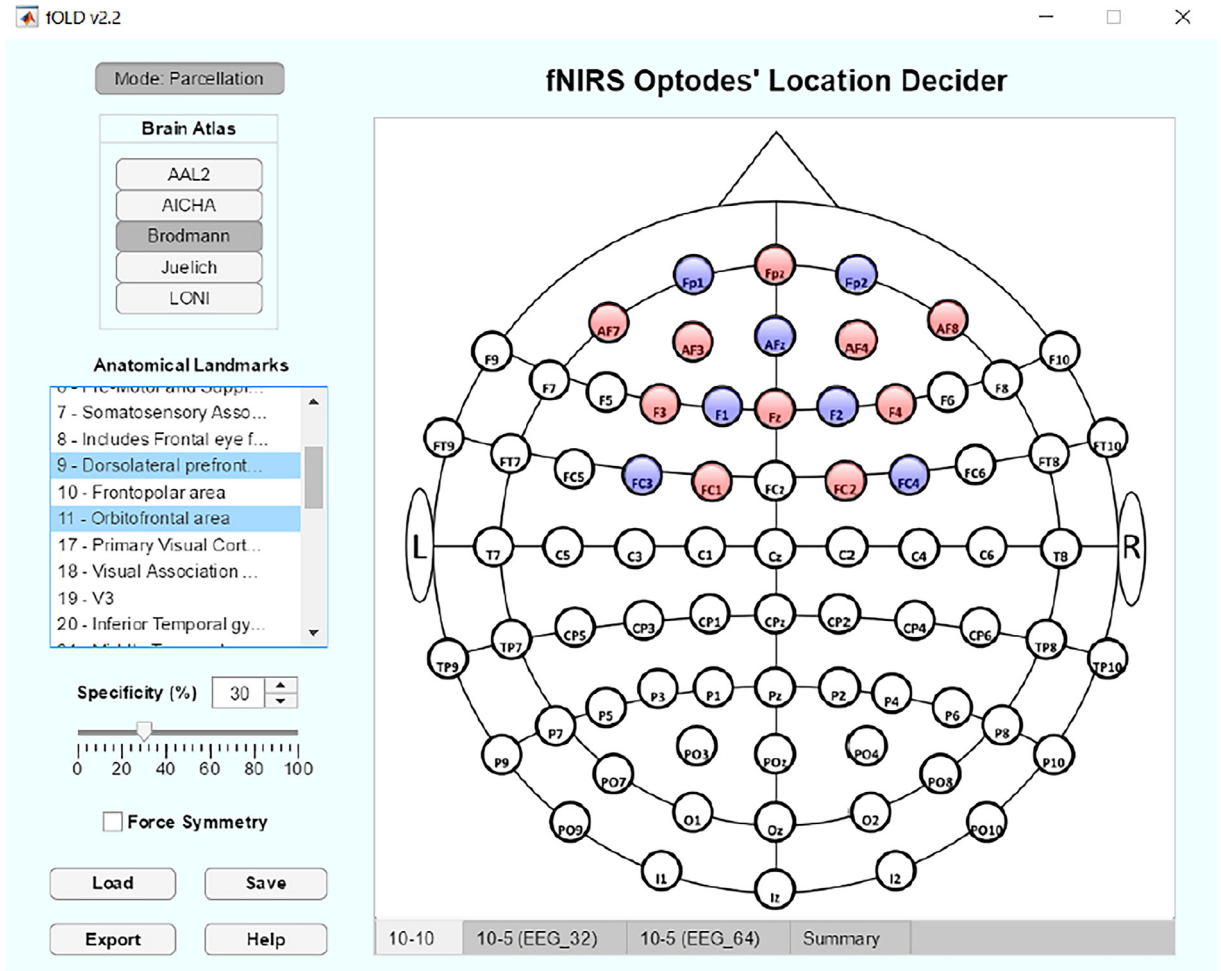 fOLD v2.2
Mode: Parcellation
fNIRS Optodes' Location Decider
Brain Atlas
AAL2
AICHA
Brodmann
Juelich
LONI
Anatomical Landmarks
7 - Somatosensory Asso...
8 - Includes Frontal eye f...
9 - Dorsolateral prefront...
10 - Frontopolar area
11 - Orbitofrontal area
17 - Primary Visual Cort...
18 - Visual Association ...
19 - V3
20 - Inferior Temporal gy...
Specificity (%) 30
0 20 40 60 80 100
Force Symmetry
Load Save
Export Help
Fp1 Fpz Fp2
AF7 AF3 AFz AF4 AF8
F9 F7 F5 F3 F1 Fz F2 F4 F6 F8 F10
FT9 FT7 FC5 FC3 FC1 FCz FC2 FC4 FC6 FT8 FT10
L T7 C5 C3 C1 Cz C2 C4 C6 T8 R
TP9 TP7 CP5 CP3 CP1 CPz CP2 CP4 CP6 TP8 TP10
P9 P7 P5 P3 P1 Pz P2 P4 P6 P8 P10
PO9 PO7 PO3 POz PO4 PO8 PO10
O1 Oz O2
I1 Iz I2
10-10 10-5 (EEG_32) 10-5 (EEG_64) Summary